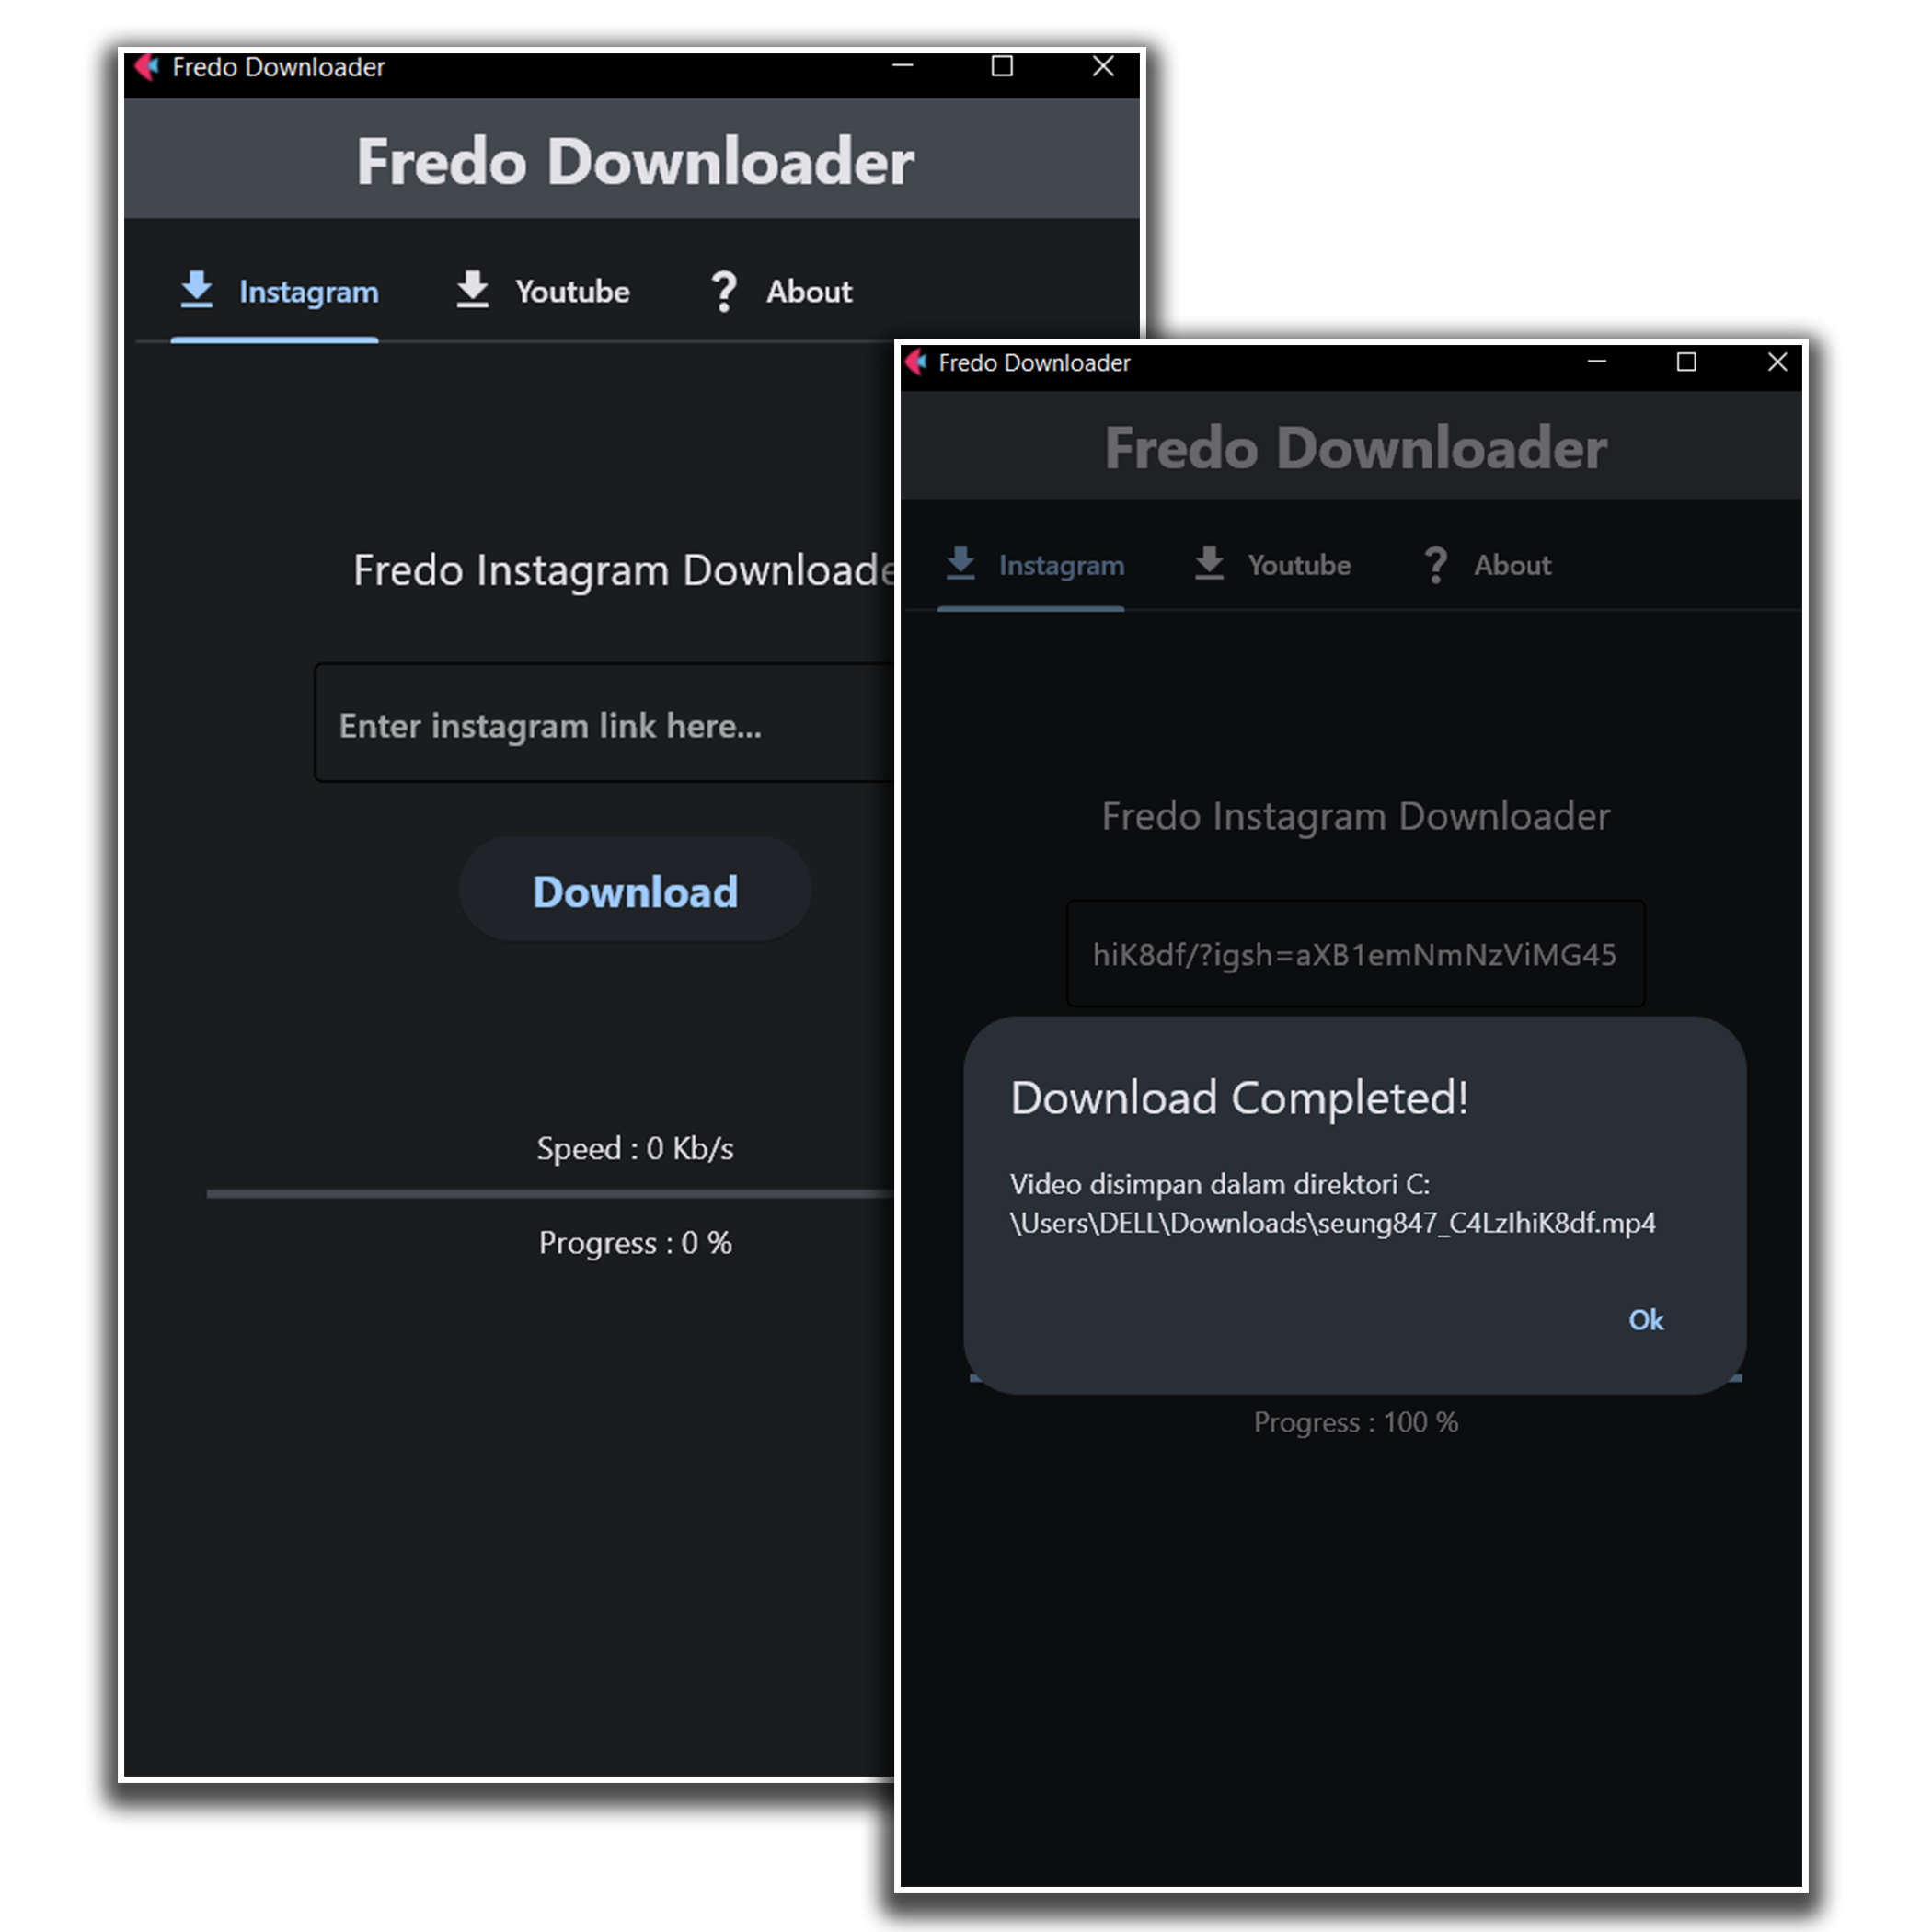 Fredo Downloader
Fredo Downloader
Instagram Youtube About
Fredo Instagram Downloade
Enter instagram link here...
Download
Speed : 0 Kb/s
Progress : 0 %
Fredo Downloader
Fredo Downloader
Instagram Youtube About
Fredo Instagram Downloader
hiK8df/?igsh=aXB1emNmNzViMG45
Download Completed!
Video disimpan dalam direktori C:
\Users\DELL\Downloads\seung847_C4LzIhiK8df.mp4
Ok
Progress : 100 %